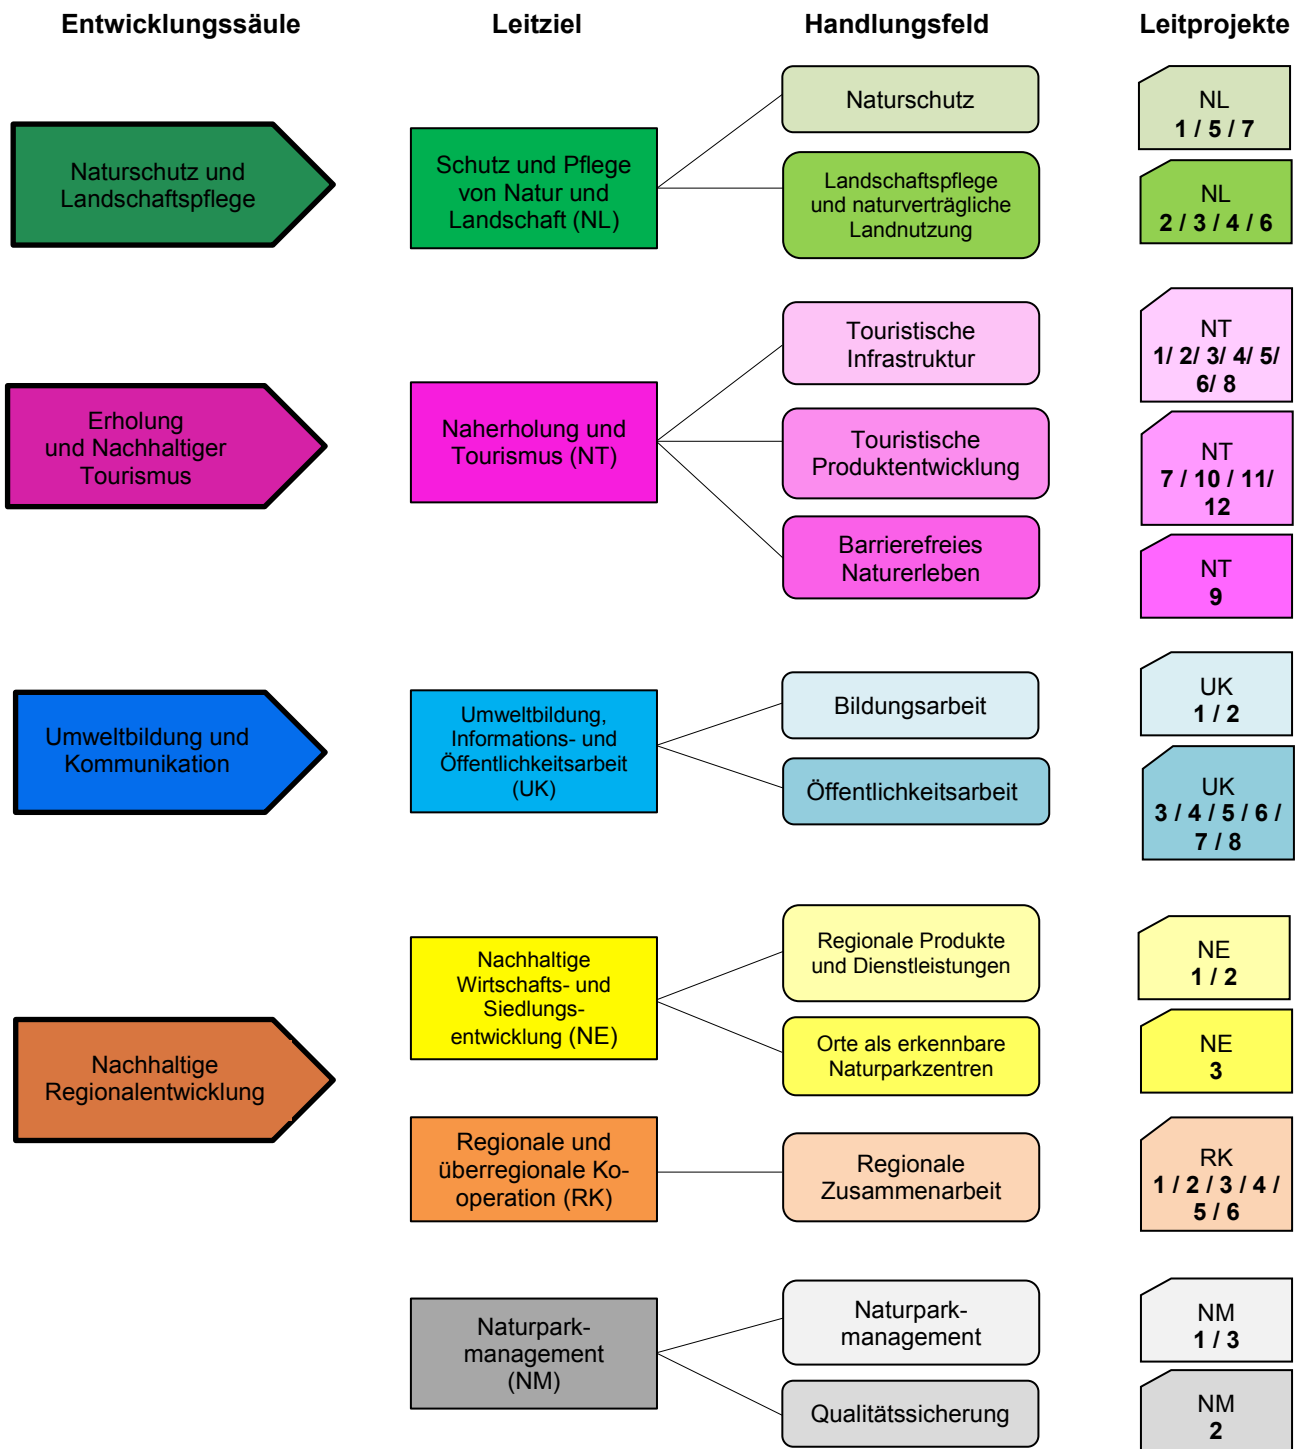 Entwicklungssäule
Leitziel
Handlungsfeld
Leitprojekte
Naturschutz und
Landschaftspflege
Schutz und Pflege
von Natur und
Landschaft (NL)
Naturschutz
NL
1 / 5 / 7
Landschaftspflege
und naturverträgliche
Landnutzung
NL
2 / 3 / 4 / 6
Erholung
und Nachhaltiger
Tourismus
Naherholung und
Tourismus (NT)
Touristische
Infrastruktur
NT
1/ 2/ 3/ 4/ 5/
6/ 8
Touristische
Produktentwicklung
NT
7 / 10 / 11/
12
Barrierefreies
Naturerleben
NT
9
Umweltbildung und
Kommunikation
Umweltbildung,
Informations- und
Öffentlichkeitsarbeit
(UK)
Bildungsarbeit
UK
1 / 2
Öffentlichkeitsarbeit
UK
3 / 4 / 5 / 6 /
7 / 8
Nachhaltige
Regionalentwicklung
Nachhaltige
Wirtschafts- und
Siedlungs-
entwicklung (NE)
Regionale Produkte
und Dienstleistungen
NE
1 / 2
Orte als erkennbare
Naturparkzentren
NE
3
Regionale und
überregionale Ko-
operation (RK)
Regionale
Zusammenarbeit
RK
1 / 2 / 3 / 4 /
5 / 6
Naturpark-
management
(NM)
Naturpark-
management
NM
1 / 3
Qualitätssicherung
NM
2